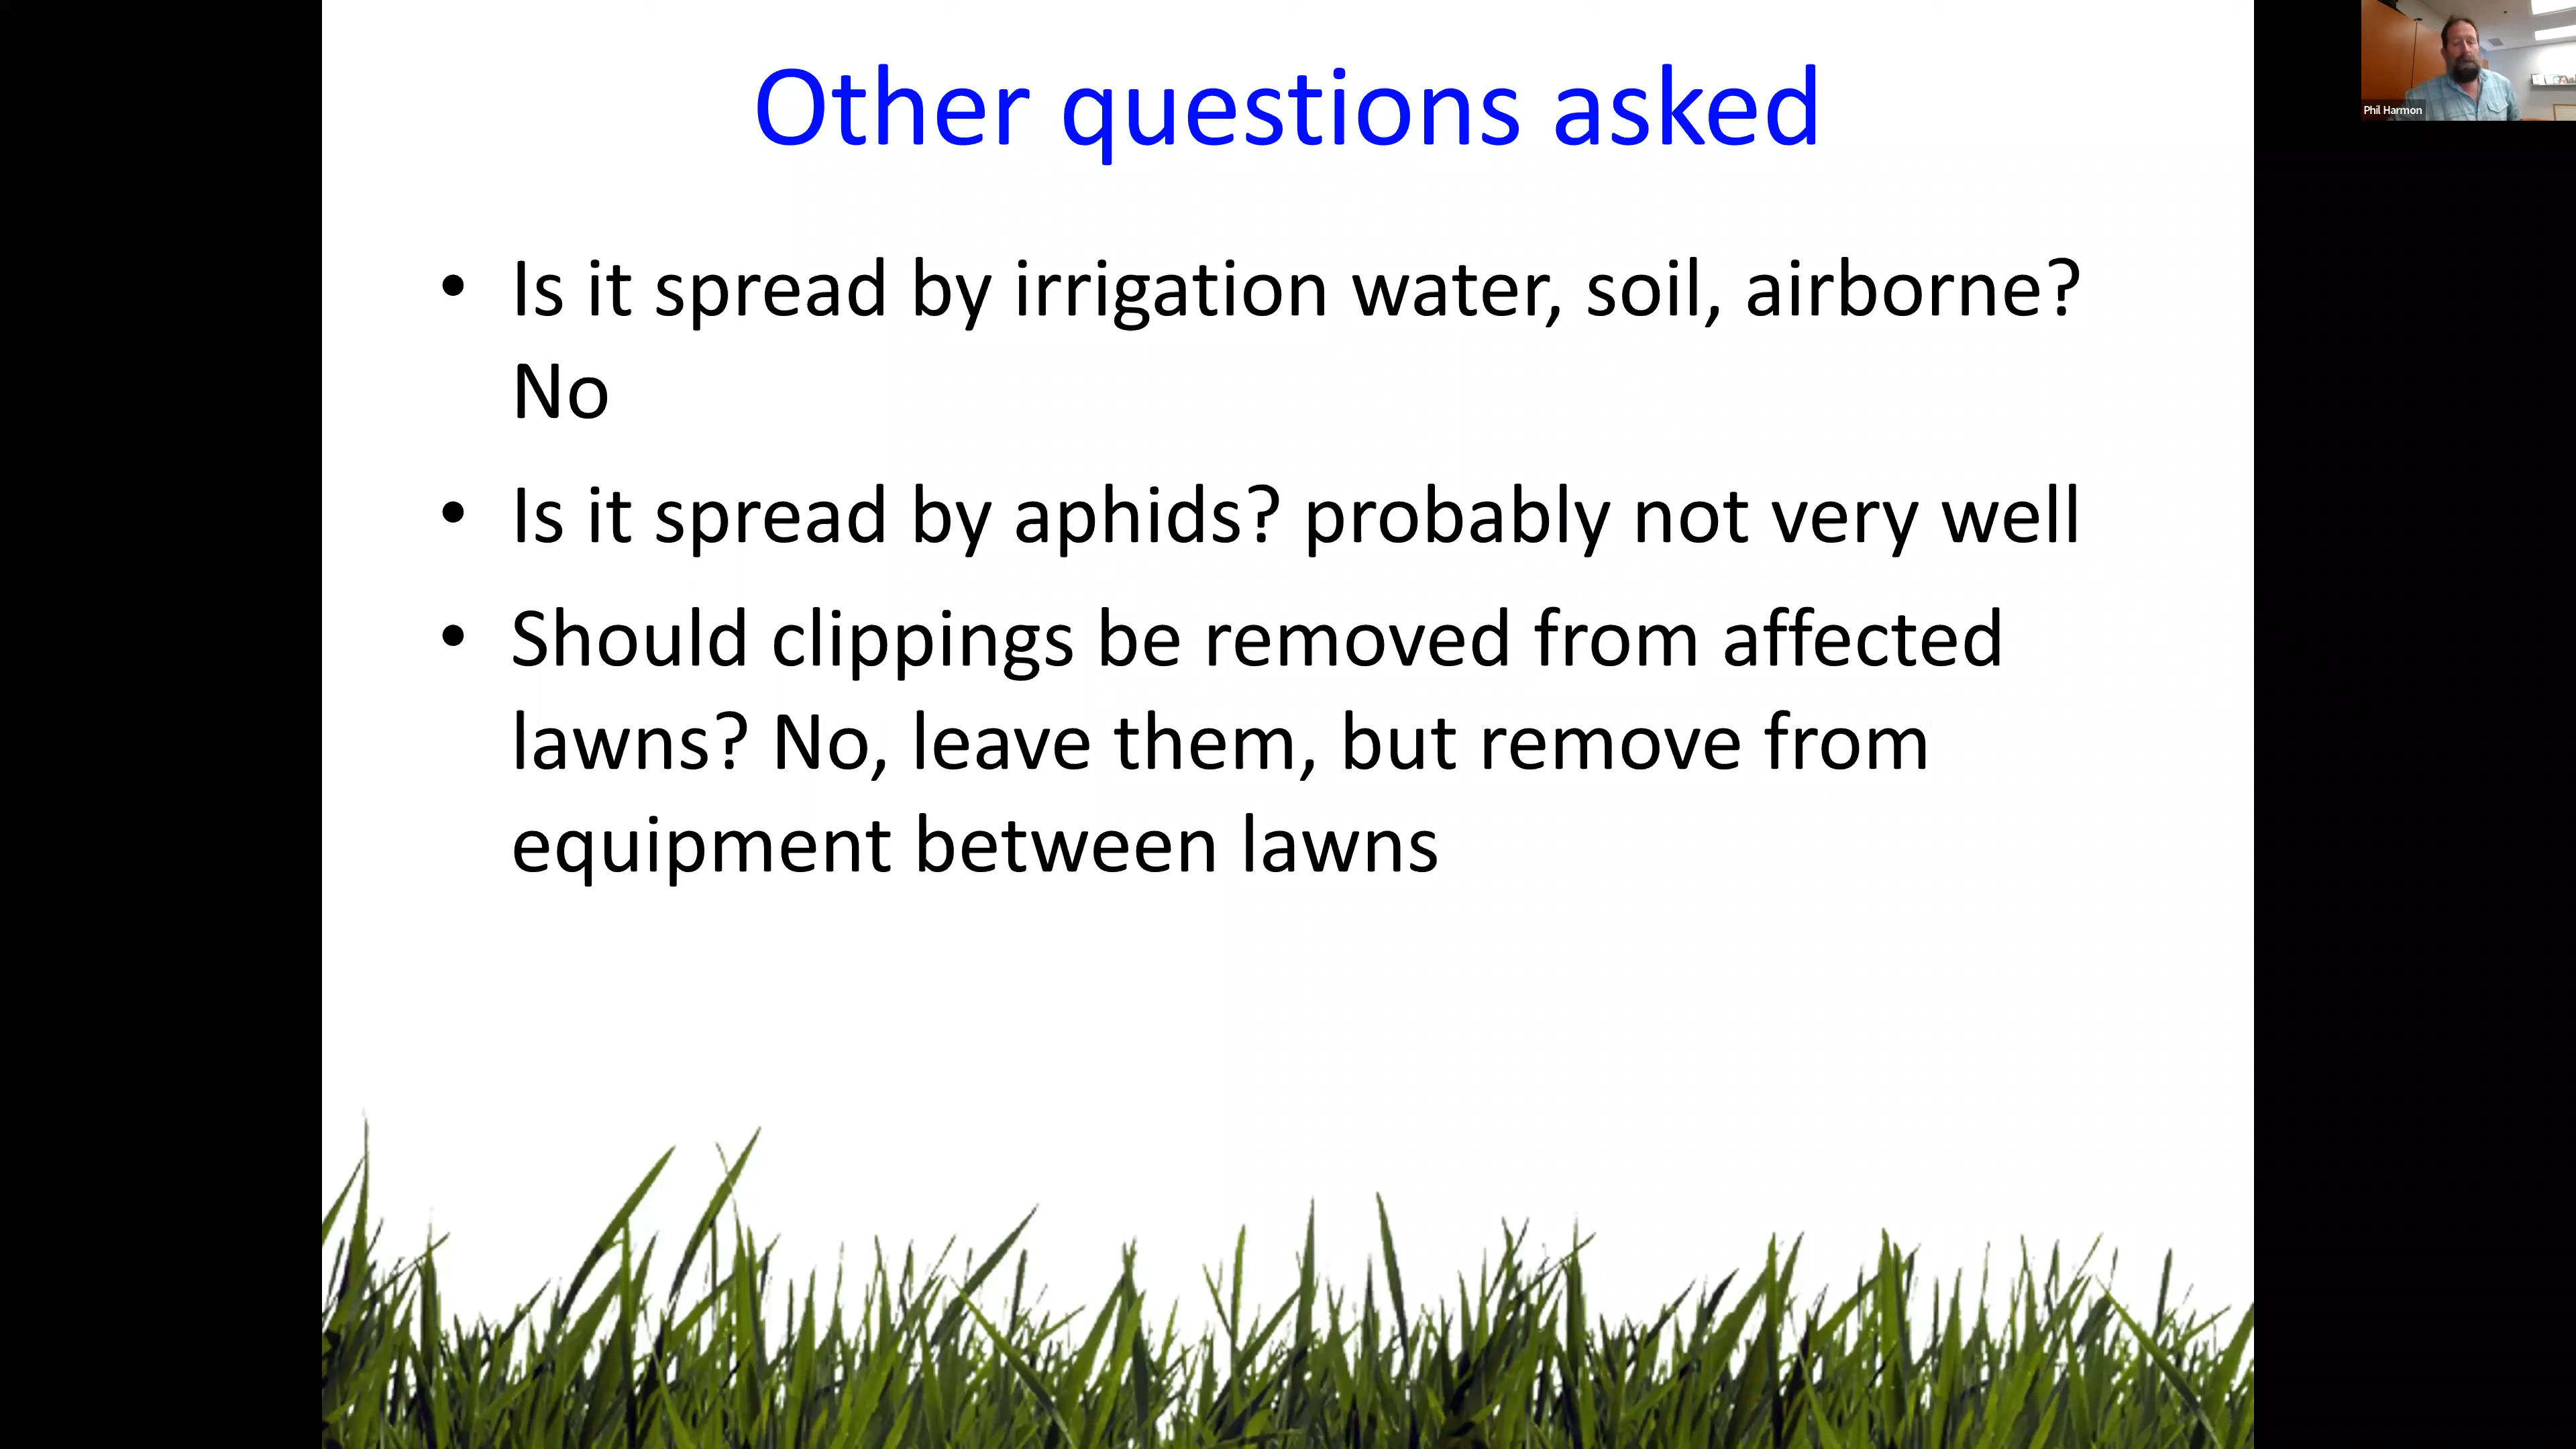 Other questions asked
Phil Harmon
• Is it spread by irrigation water, soil, airborne?
No
• Is it spread by aphids? probably not very well
• Should clippings be removed from affected
lawns? No, leave them, but remove from
equipment between lawns